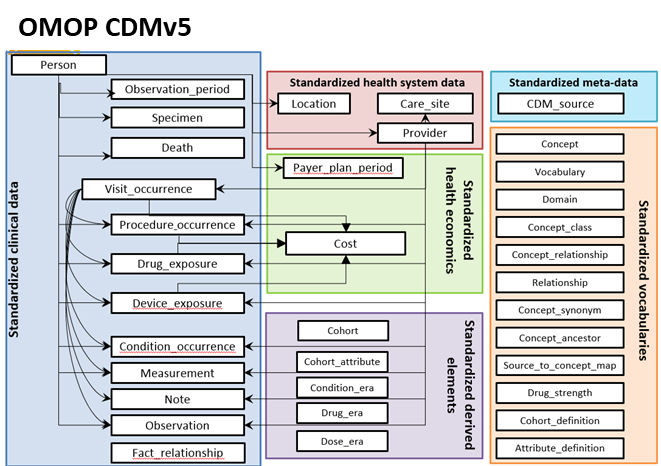 OMOP CDMv5
Person
Observation_period
Specimen
Death
Visit_occurrence
Procedure_occurrence
Drug_exposure
Device_exposure
Condition_occurrence
Measurement
Note
Observation
Fact_relationship
Standardized clinical data
Standardized health system data
Location
Care_site
Provider
Payer_plan_period
Cost
Standardized
health economics
Cohort
Cohort_attribute
Condition_era
Drug_era
Dose_era
Standardized derived
elements
Standardized meta-data
CDM_source
Concept
Vocabulary
Domain
Concept_class
Concept_relationship
Relationship
Concept_synonym
Concept_ancestor
Source_to_concept_map
Drug_strength
Cohort_definition
Attribute_definition
Standardized vocabularies